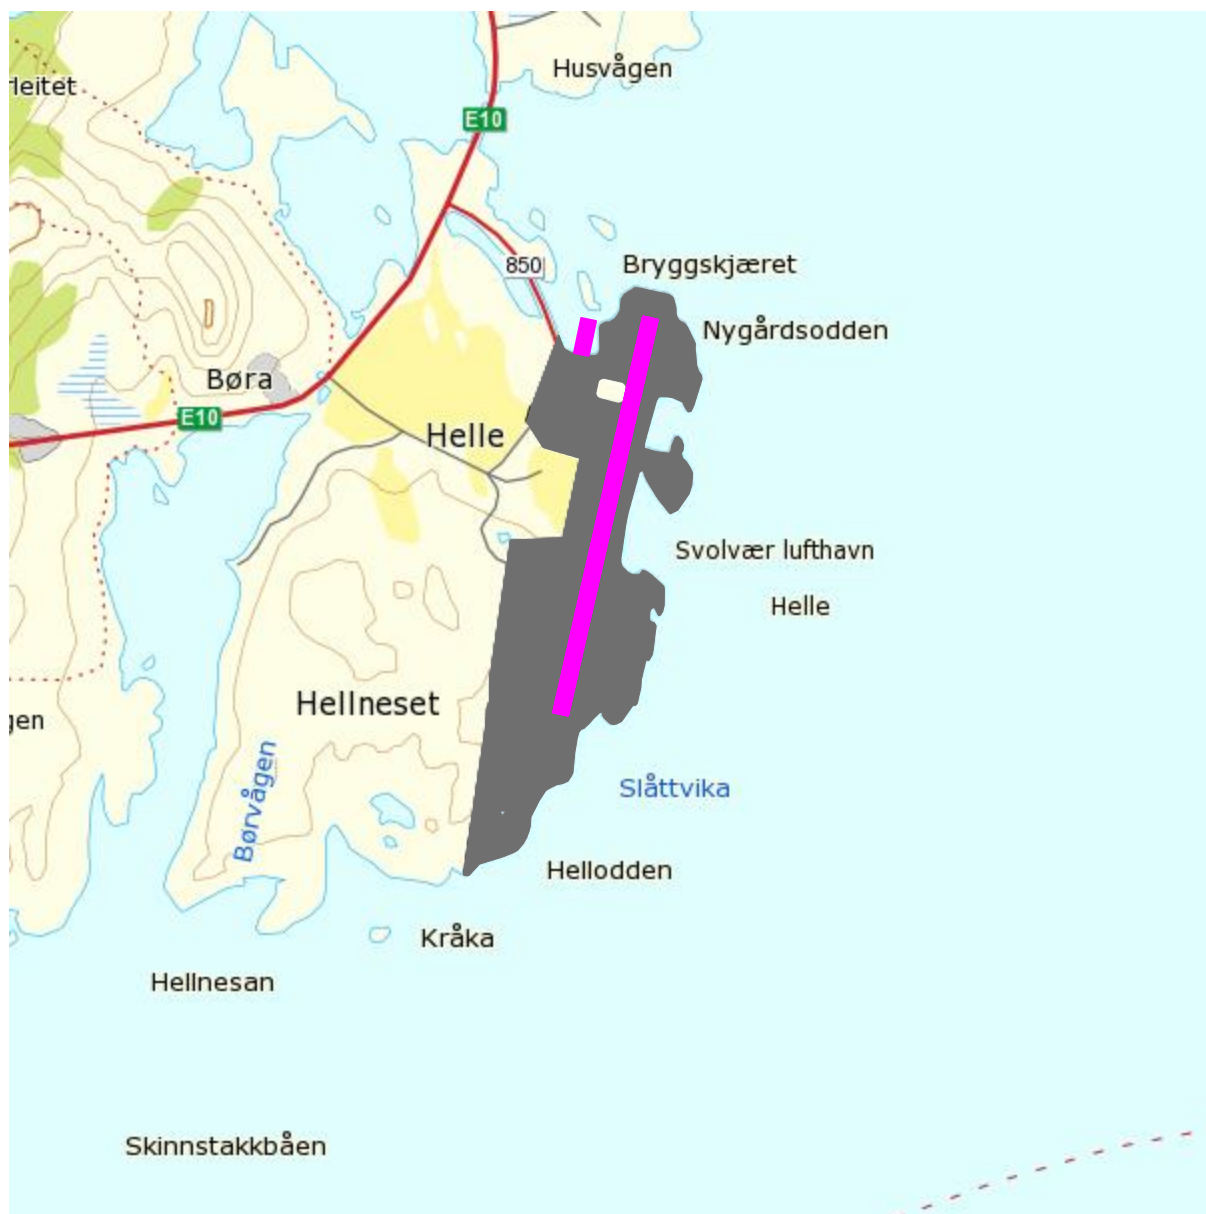 Husvågen
E10
850
Bryggskjæret
Nygårdsodden
Børa
E10
Helle
Svolvær lufthavn
Helle
Hellneset
Børvågen
Slåttvika
Hellodden
Kråka
Hellnesan
Skinnstakkbåen